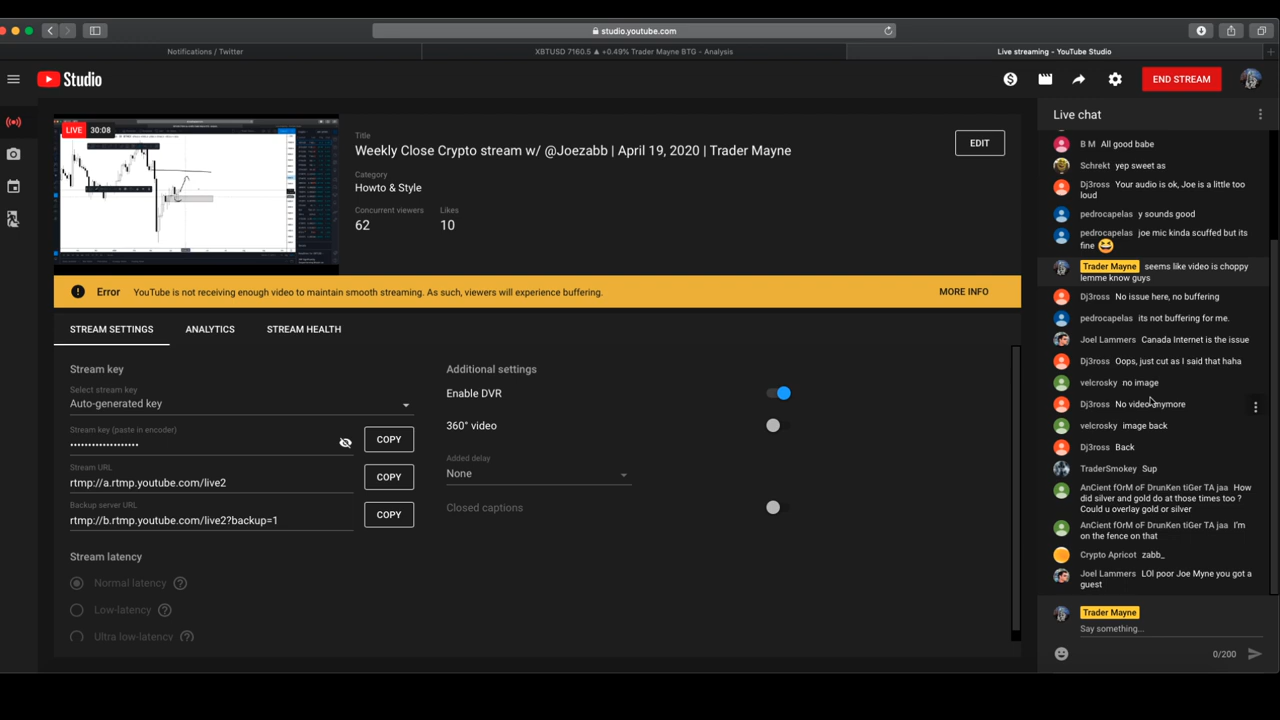 studio.youtube.com
Notifications / Twitter
XBTUSD 7160.5 ▲ +0.49% Trader Mayne BTG - Analysis
Live streaming - YouTube Studio
Studio
END STREAM
LIVE 30:08
Title
Weekly Close Crypto stream w/ @Joezabb | April 19, 2020 | Trader Mayne
Category
Howto & Style
Concurrent viewers
62
Likes
10
EDIT
Error YouTube is not receiving enough video to maintain smooth streaming. As such, viewers will experience buffering.
MORE INFO
STREAM SETTINGS
ANALYTICS
STREAM HEALTH
Stream key
Select stream key
Auto-generated key
Stream key (paste in encoder)
••••••••••••••••••
COPY
Stream URL
rtmp://a.rtmp.youtube.com/live2
COPY
Backup server URL
rtmp://b.rtmp.youtube.com/live2?backup=1
COPY
Stream latency
Normal latency
Low-latency
Ultra low-latency
Additional settings
Enable DVR
360° video
Added delay
None
Closed captions
Live chat
B M All good babe
Schrekt yep sweet as
Dj3ross Your audio is ok, Joe is a little too
loud
pedrocapelas y sounds good
pedrocapelas joe mic kinda scuffed but its
fine 😆
Trader Mayne seems like video is choppy
lemme know guys
Dj3ross No issue here, no buffering
pedrocapelas its not buffering for me.
Joel Lammers Canada Internet is the issue
Dj3ross Oops, just cut as I said that haha
velcrosky no image
Dj3ross No video anymore
velcrosky image back
Dj3ross Back
TraderSmokey Sup
AnCient fOrM oF DrunKen tiGer TA jaa How
did silver and gold do at those times too ?
Could u overlay gold or silver
AnCient fOrM oF DrunKen tiGer TA jaa I'm
on the fence on that
Crypto Apricot zabb_
Joel Lammers LOl poor Joe Myne you got a
guest
Trader Mayne
Say something...
0/200